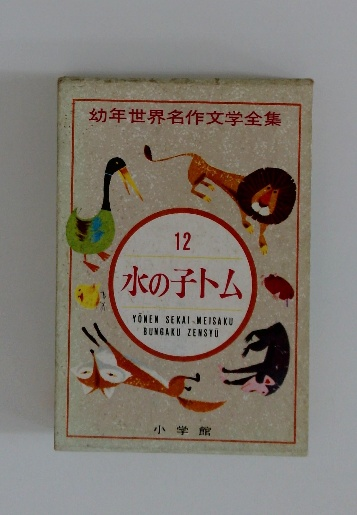 幼年世界名作文学全集
12
水の子トム
YŌNEN SEKAI MEISAKU
BUNGAKU ZENSYŪ
小学館